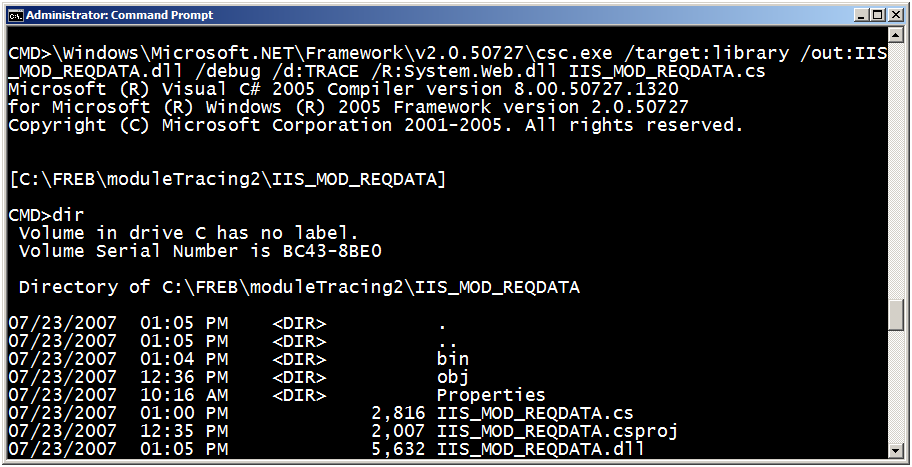 Administrator: Command Prompt
CMD>\Windows\Microsoft.NET\Framework\v2.0.50727\csc.exe /target:library /out:IIS
_MOD_REQDATA.dll /debug /d:TRACE /R:System.Web.dll IIS_MOD_REQDATA.cs
Microsoft (R) Visual C# 2005 Compiler version 8.00.50727.1320
for Microsoft (R) Windows (R) 2005 Framework version 2.0.50727
Copyright (C) Microsoft Corporation 2001-2005. All rights reserved.
[C:\FREB\moduleTracing2\IIS_MOD_REQDATA]
CMD>dir
Volume in drive C has no label.
Volume Serial Number is BC43-8BE0
Directory of C:\FREB\moduleTracing2\IIS_MOD_REQDATA
07/23/2007  01:05 PM    <DIR>          .
07/23/2007  01:05 PM    <DIR>          ..
07/23/2007  01:04 PM    <DIR>          bin
07/23/2007  12:36 PM    <DIR>          obj
07/23/2007  10:16 AM    <DIR>          Properties
07/23/2007  01:00 PM             2,816 IIS_MOD_REQDATA.cs
07/23/2007  12:35 PM             2,007 IIS_MOD_REQDATA.csproj
07/23/2007  01:05 PM             5,632 IIS_MOD_REQDATA.dll